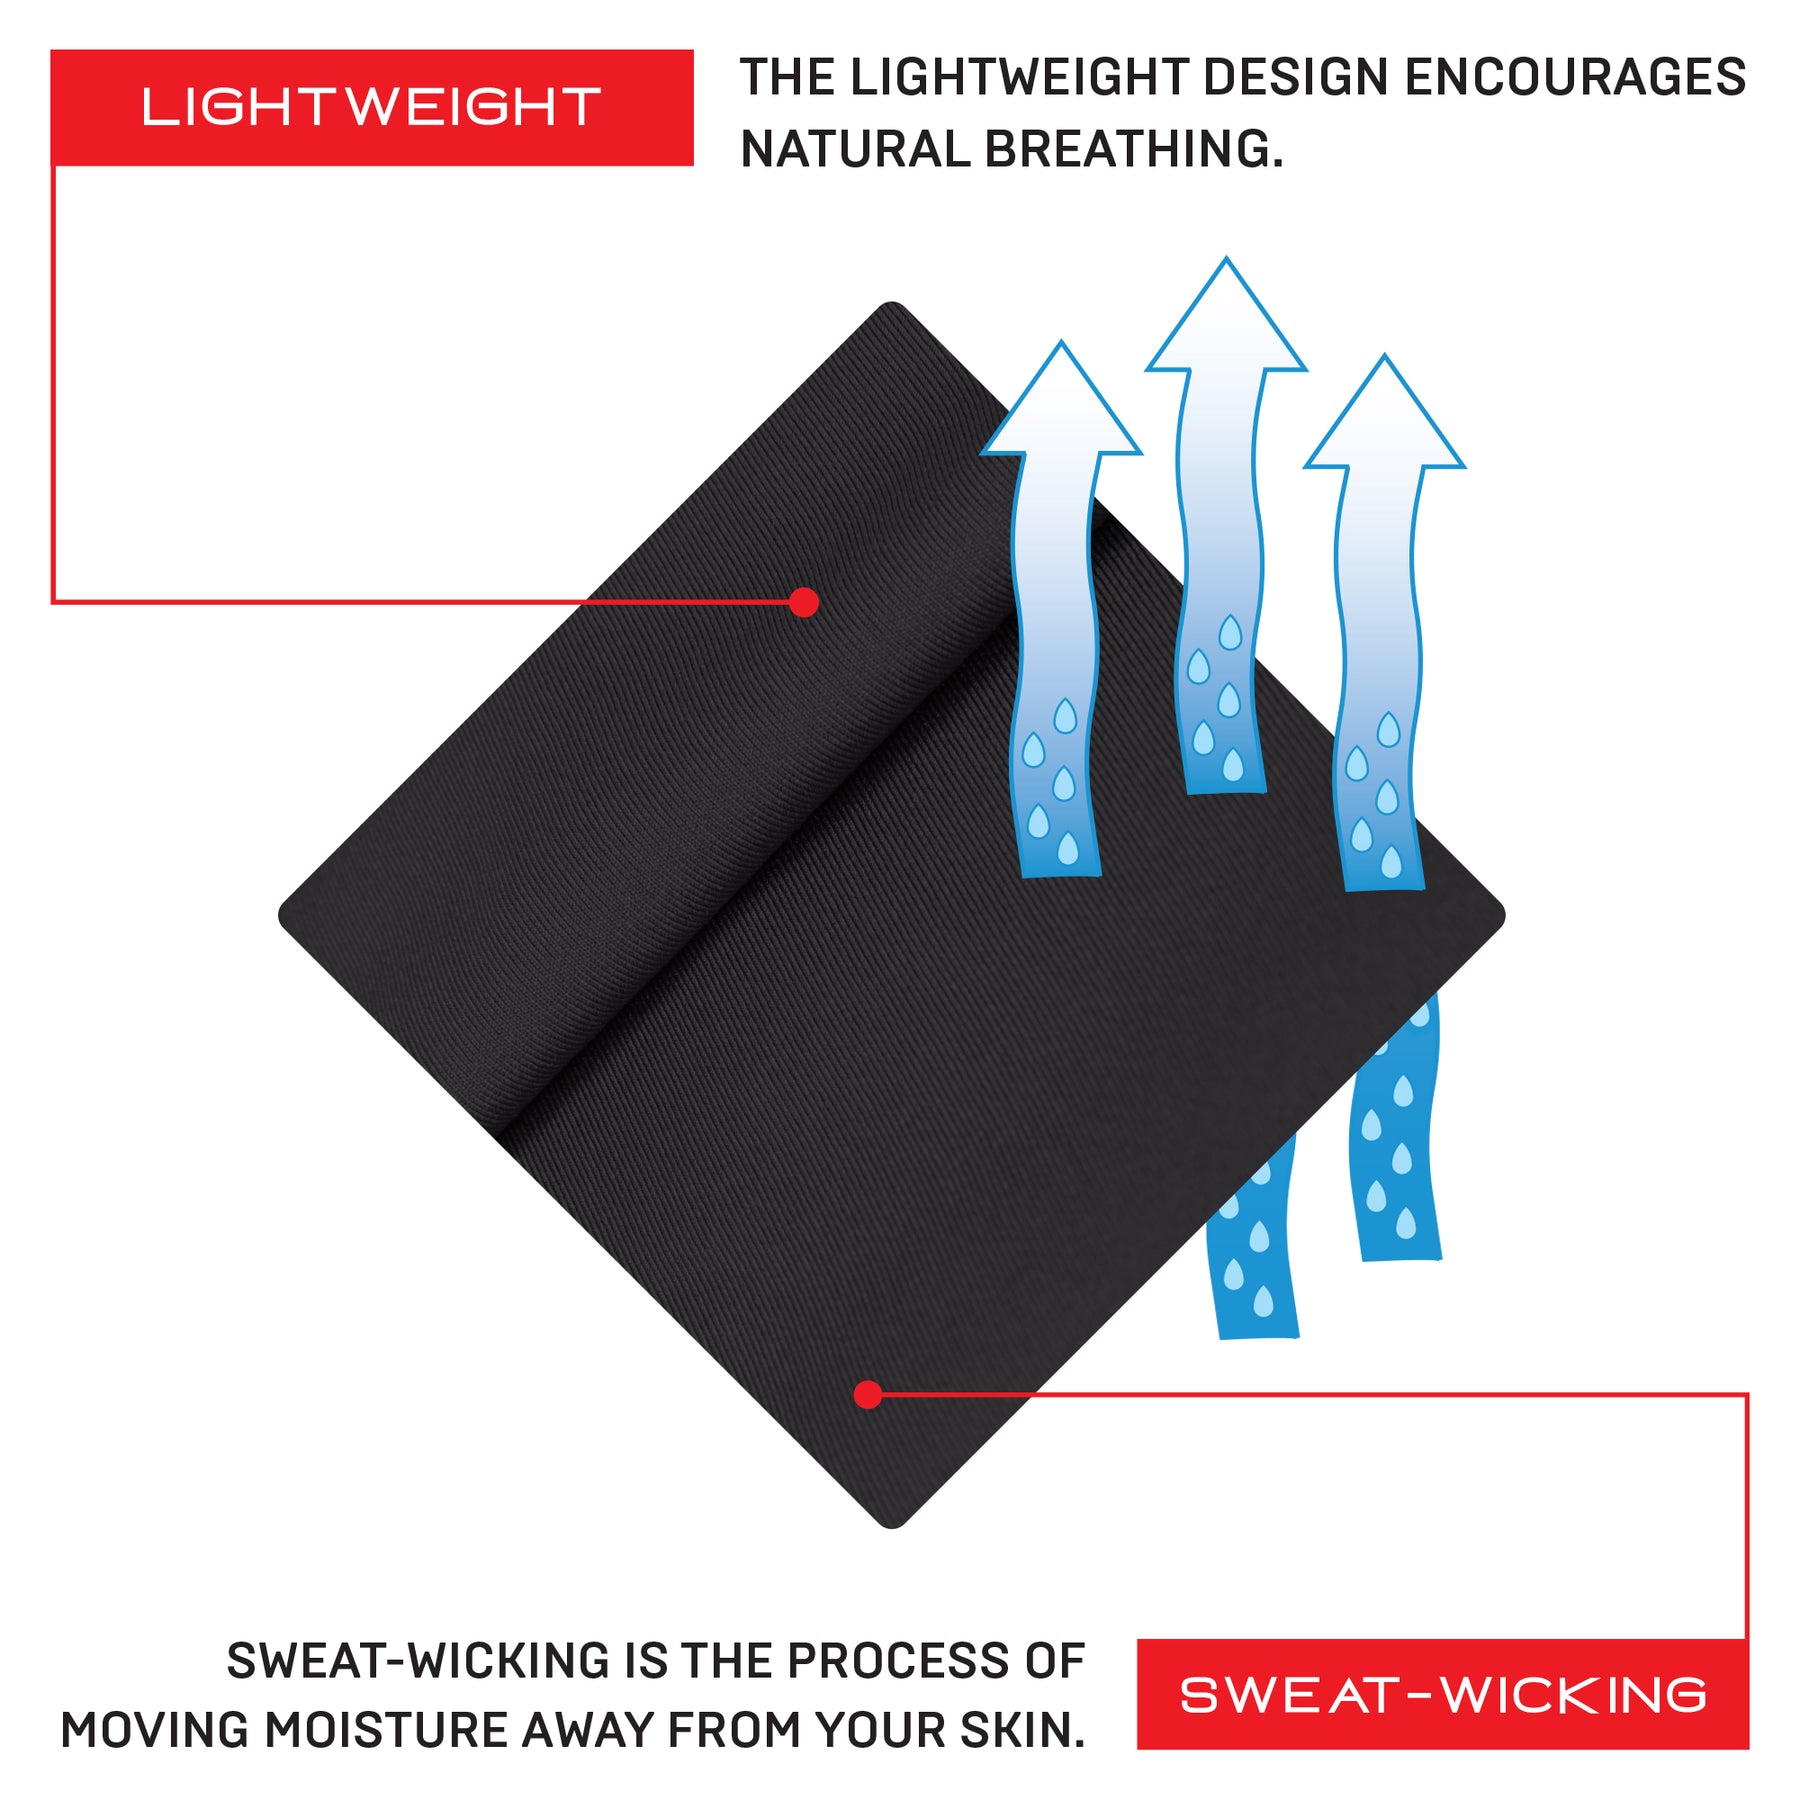 LIGHTWEIGHT
THE LIGHTWEIGHT DESIGN ENCOURAGES
NATURAL BREATHING.
SWEAT-WICKING IS THE PROCESS OF
MOVING MOISTURE AWAY FROM YOUR SKIN.
SWEAT-WICKING